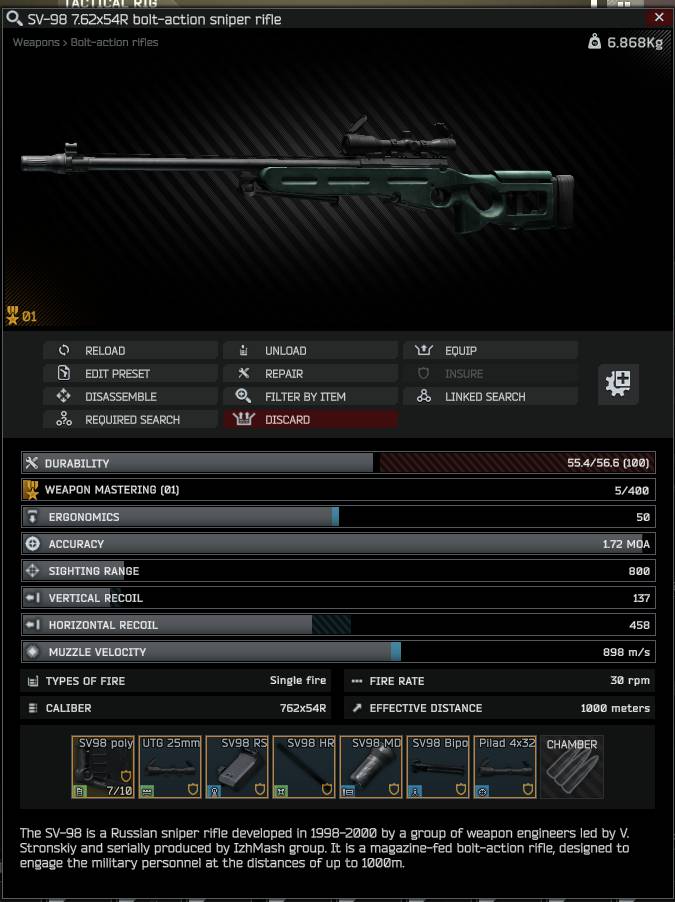 TACTICAL RIG
SV-98 7.62x54R bolt-action sniper rifle
Weapons > Bolt-action rifles
6.868Kg
01
RELOAD
UNLOAD
EQUIP
EDIT PRESET
REPAIR
INSURE
DISASSEMBLE
FILTER BY ITEM
LINKED SEARCH
REQUIRED SEARCH
DISCARD
DURABILITY 55.4/56.6 (100)
WEAPON MASTERING (01) 5/400
ERGONOMICS 50
ACCURACY 1.72 MOA
SIGHTING RANGE 800
VERTICAL RECOIL 137
HORIZONTAL RECOIL 458
MUZZLE VELOCITY 898 m/s
TYPES OF FIRE Single fire
FIRE RATE 30 rpm
CALIBER 762x54R
EFFECTIVE DISTANCE 1000 meters
SV98 poly
UTG 25mm
SV98 RS
SV98 HR
SV98 MD
SV98 Bipo
Pilad 4x32
CHAMBER
7/10
The SV-98 is a Russian sniper rifle developed in 1998-2000 by a group of weapon engineers led by V.
Stronskiy and serially produced by IzhMash group. It is a magazine-fed bolt-action rifle, designed to
engage the military personnel at the distances of up to 1000m.